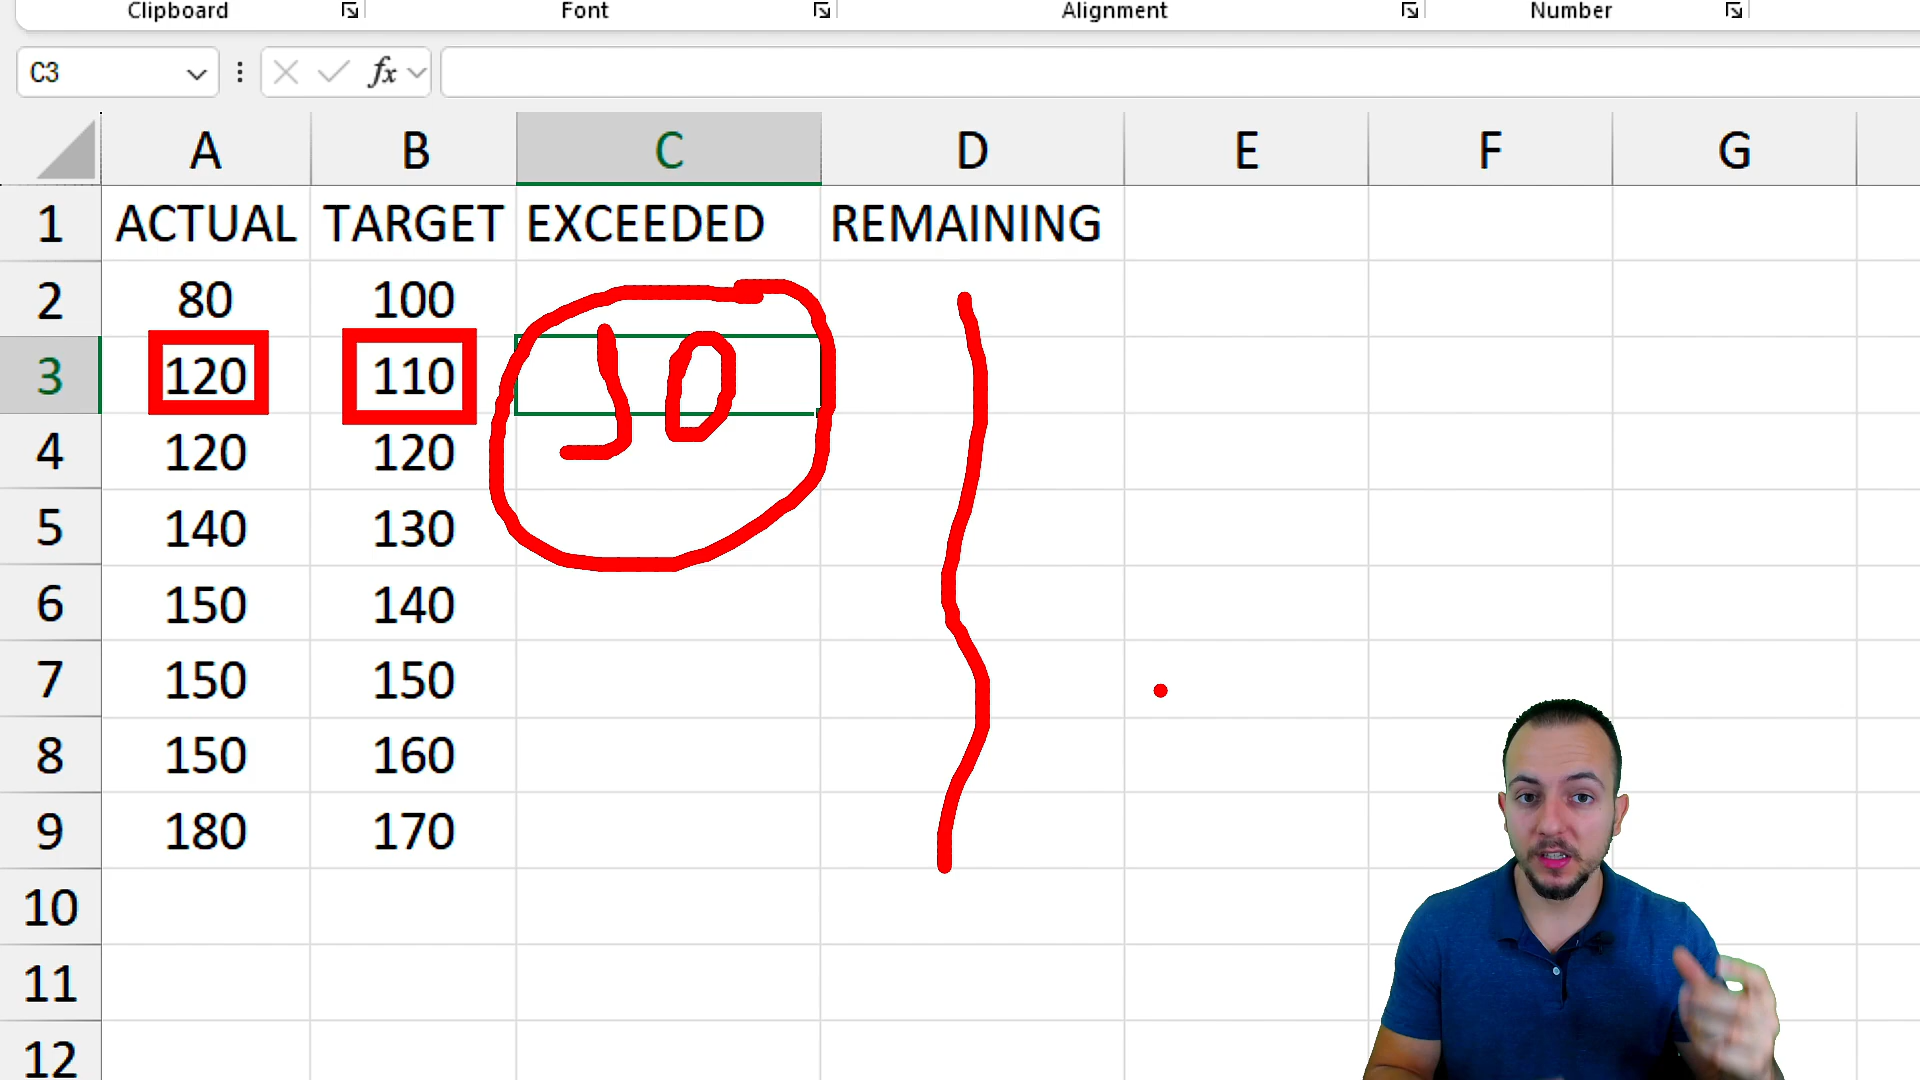 Clipboard Font Alignment Number
C3 fx
A B C D E F G
1 ACTUAL TARGET EXCEEDED REMAINING
2 80 100
3 120 110 10
4 120 120
5 140 130
6 150 140
7 150 150
8 150 160
9 180 170
10
11
12